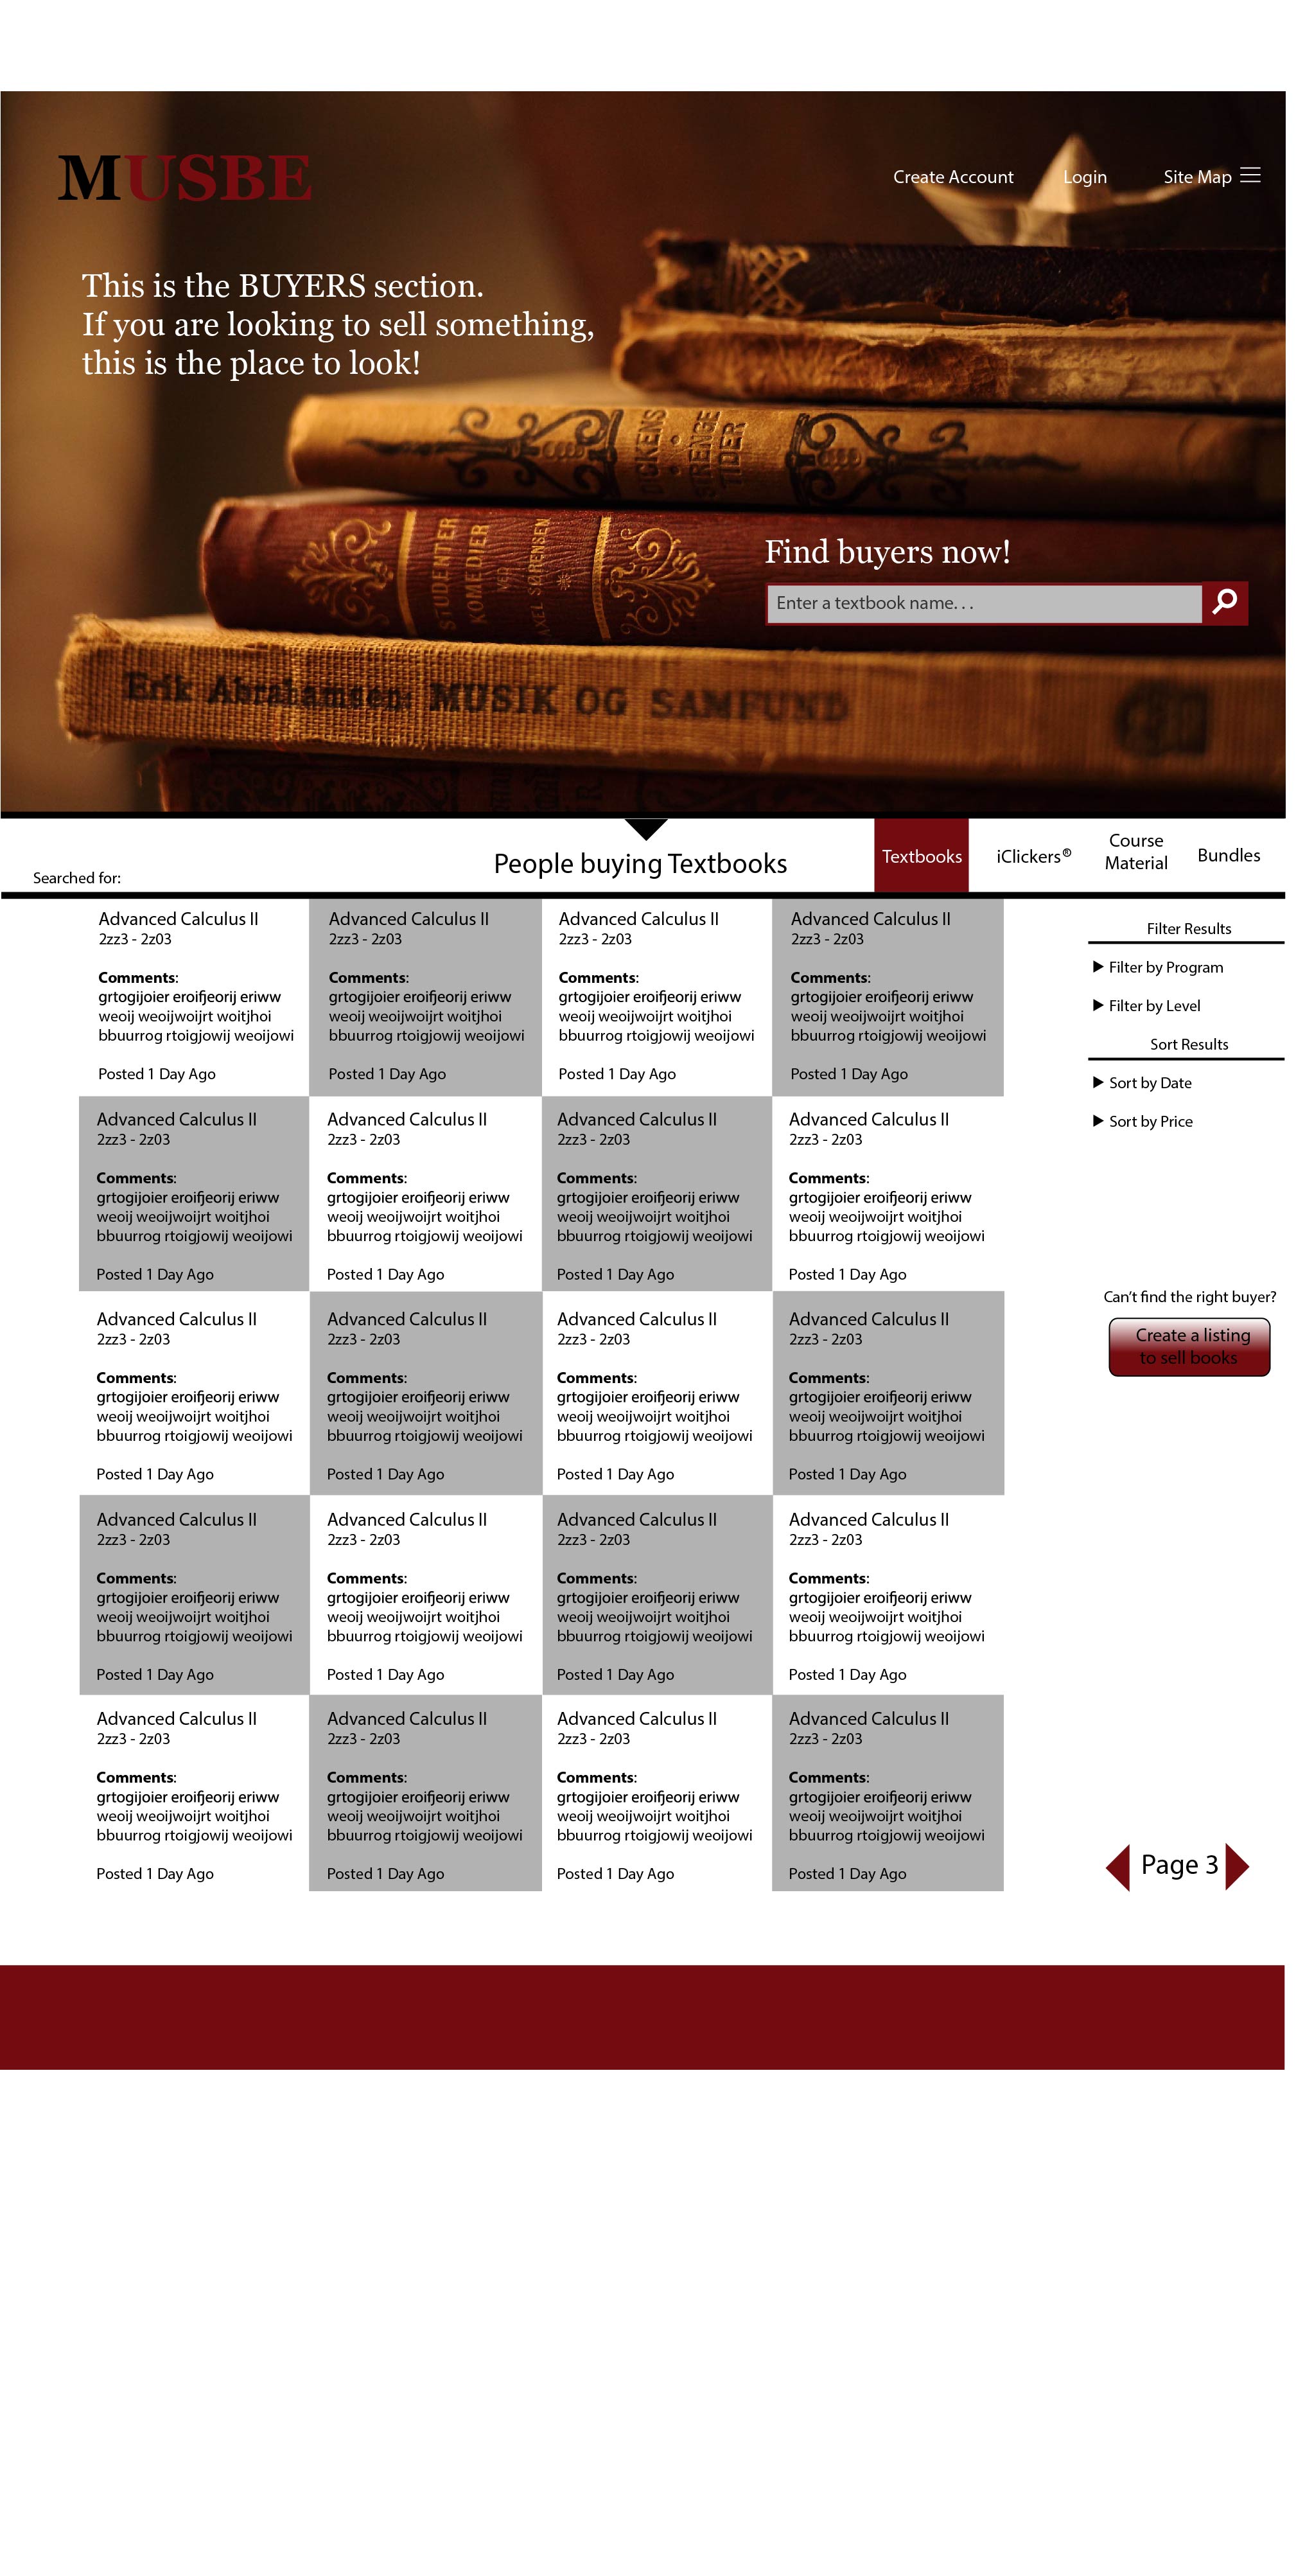 MUSBE
Create Account
Login
Site Map
This is the BUYERS section.
If you are looking to sell something,
this is the place to look!
DICKENS
STRENGE
TIDER
STUDENTER
KOMEDIER
VED
AXEL
Find buyers now!
Enter a textbook name. . .
Erik Abrahamsen: MUSIK OG SAMFUND
Searched for:
People buying Textbooks
Textbooks
iClickers®
Course
Material
Bundles
Advanced Calculus II
2zz3 - 2z03
Comments:
grtogijoier eroifjeorij eriww
weoij weoijwoijrt woitjhoi
bbuurrog rtoigjowij weoijowi
Posted 1 Day Ago
Advanced Calculus II
2zz3 - 2z03
Comments:
grtogijoier eroifjeorij eriww
weoij weoijwoijrt woitjhoi
bbuurrog rtoigjowij weoijowi
Posted 1 Day Ago
Advanced Calculus II
2zz3 - 2z03
Comments:
grtogijoier eroifjeorij eriww
weoij weoijwoijrt woitjhoi
bbuurrog rtoigjowij weoijowi
Posted 1 Day Ago
Advanced Calculus II
2zz3 - 2z03
Comments:
grtogijoier eroifjeorij eriww
weoij weoijwoijrt woitjhoi
bbuurrog rtoigjowij weoijowi
Posted 1 Day Ago
Advanced Calculus II
2zz3 - 2z03
Comments:
grtogijoier eroifjeorij eriww
weoij weoijwoijrt woitjhoi
bbuurrog rtoigjowij weoijowi
Posted 1 Day Ago
Advanced Calculus II
2zz3 - 2z03
Comments:
grtogijoier eroifjeorij eriww
weoij weoijwoijrt woitjhoi
bbuurrog rtoigjowij weoijowi
Posted 1 Day Ago
Advanced Calculus II
2zz3 - 2z03
Comments:
grtogijoier eroifjeorij eriww
weoij weoijwoijrt woitjhoi
bbuurrog rtoigjowij weoijowi
Posted 1 Day Ago
Advanced Calculus II
2zz3 - 2z03
Comments:
grtogijoier eroifjeorij eriww
weoij weoijwoijrt woitjhoi
bbuurrog rtoigjowij weoijowi
Posted 1 Day Ago
Advanced Calculus II
2zz3 - 2z03
Comments:
grtogijoier eroifjeorij eriww
weoij weoijwoijrt woitjhoi
bbuurrog rtoigjowij weoijowi
Posted 1 Day Ago
Advanced Calculus II
2zz3 - 2z03
Comments:
grtogijoier eroifjeorij eriww
weoij weoijwoijrt woitjhoi
bbuurrog rtoigjowij weoijowi
Posted 1 Day Ago
Advanced Calculus II
2zz3 - 2z03
Comments:
grtogijoier eroifjeorij eriww
weoij weoijwoijrt woitjhoi
bbuurrog rtoigjowij weoijowi
Posted 1 Day Ago
Advanced Calculus II
2zz3 - 2z03
Comments:
grtogijoier eroifjeorij eriww
weoij weoijwoijrt woitjhoi
bbuurrog rtoigjowij weoijowi
Posted 1 Day Ago
Advanced Calculus II
2zz3 - 2z03
Comments:
grtogijoier eroifjeorij eriww
weoij weoijwoijrt woitjhoi
bbuurrog rtoigjowij weoijowi
Posted 1 Day Ago
Advanced Calculus II
2zz3 - 2z03
Comments:
grtogijoier eroifjeorij eriww
weoij weoijwoijrt woitjhoi
bbuurrog rtoigjowij weoijowi
Posted 1 Day Ago
Advanced Calculus II
2zz3 - 2z03
Comments:
grtogijoier eroifjeorij eriww
weoij weoijwoijrt woitjhoi
bbuurrog rtoigjowij weoijowi
Posted 1 Day Ago
Advanced Calculus II
2zz3 - 2z03
Comments:
grtogijoier eroifjeorij eriww
weoij weoijwoijrt woitjhoi
bbuurrog rtoigjowij weoijowi
Posted 1 Day Ago
Advanced Calculus II
2zz3 - 2z03
Comments:
grtogijoier eroifjeorij eriww
weoij weoijwoijrt woitjhoi
bbuurrog rtoigjowij weoijowi
Posted 1 Day Ago
Advanced Calculus II
2zz3 - 2z03
Comments:
grtogijoier eroifjeorij eriww
weoij weoijwoijrt woitjhoi
bbuurrog rtoigjowij weoijowi
Posted 1 Day Ago
Advanced Calculus II
2zz3 - 2z03
Comments:
grtogijoier eroifjeorij eriww
weoij weoijwoijrt woitjhoi
bbuurrog rtoigjowij weoijowi
Posted 1 Day Ago
Advanced Calculus II
2zz3 - 2z03
Comments:
grtogijoier eroifjeorij eriww
weoij weoijwoijrt woitjhoi
bbuurrog rtoigjowij weoijowi
Posted 1 Day Ago
Filter Results
Filter by Program
Filter by Level
Sort Results
Sort by Date
Sort by Price
Can't find the right buyer?
Create a listing
to sell books
Page 3